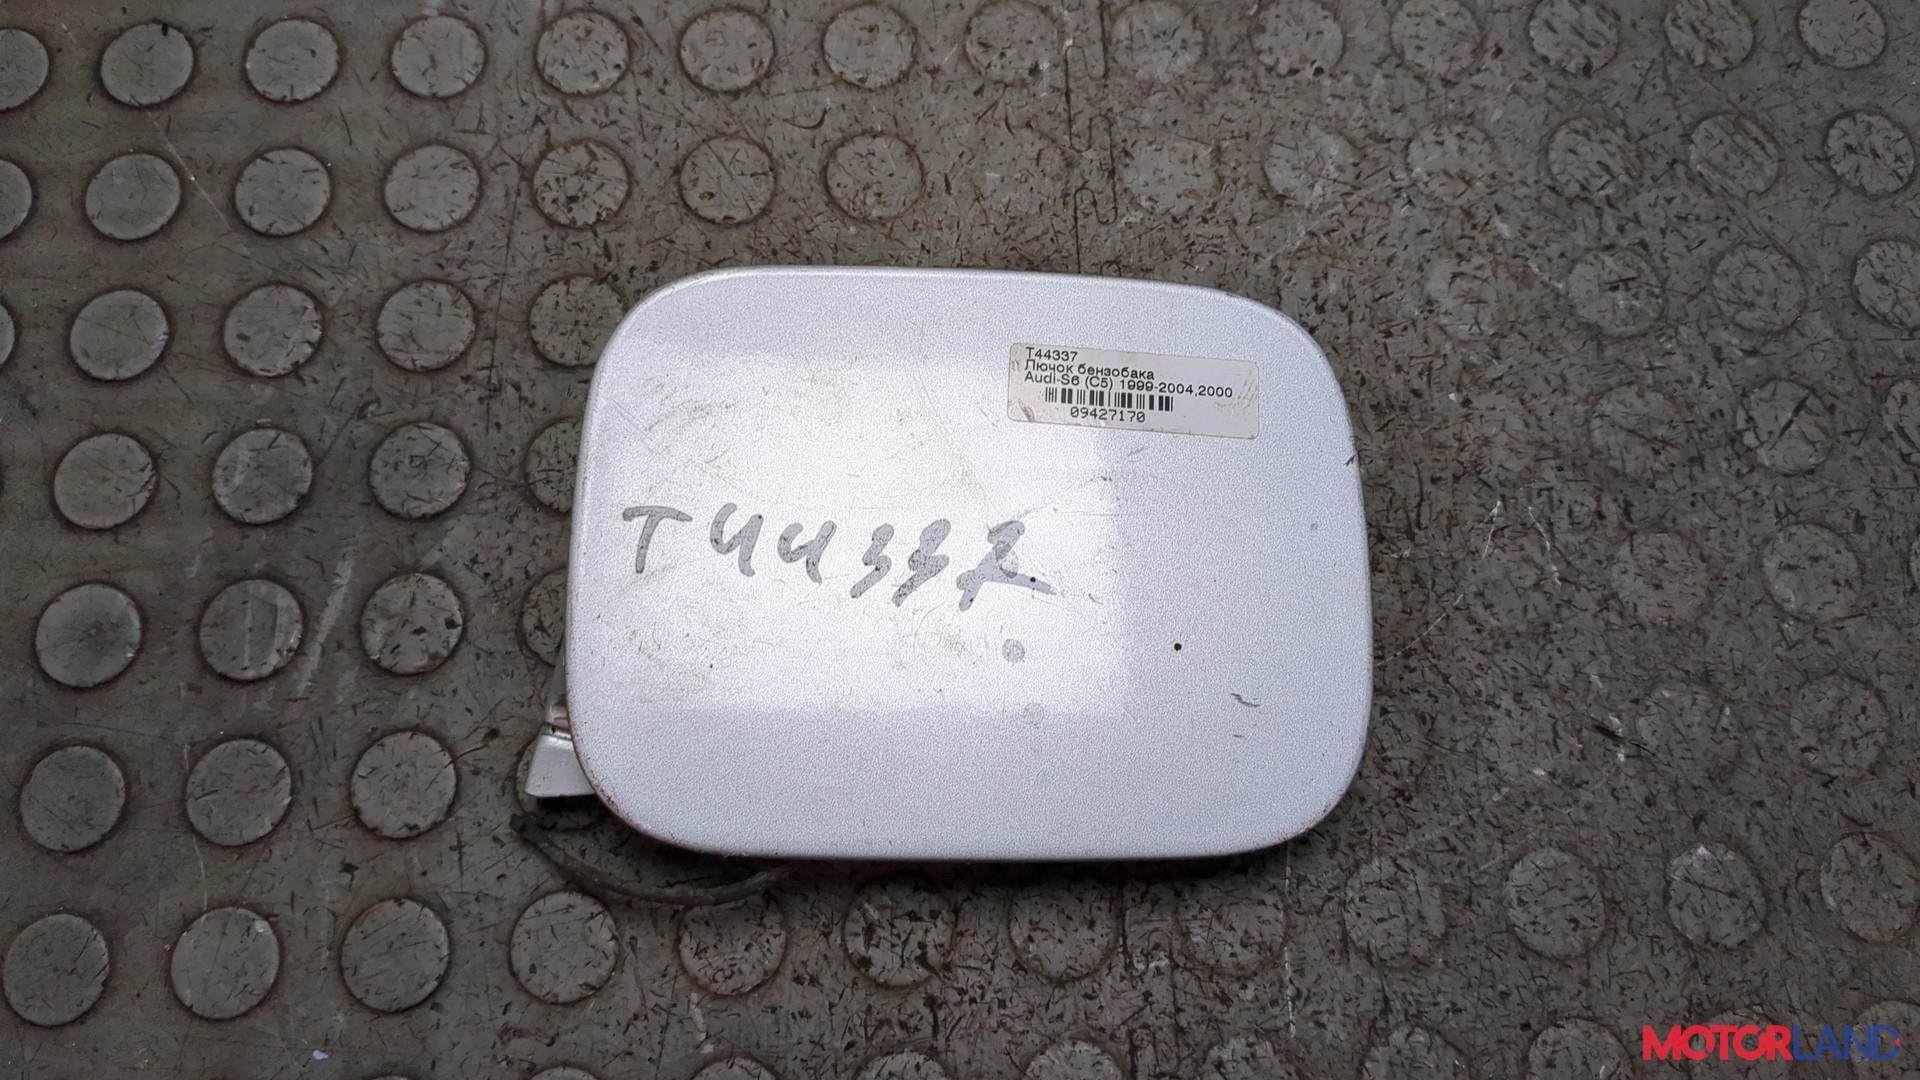 T44337
Лючок бензобака
Audi-S6 (C5) 1999-2004,2000
09427170
T44337
MOTORLAND